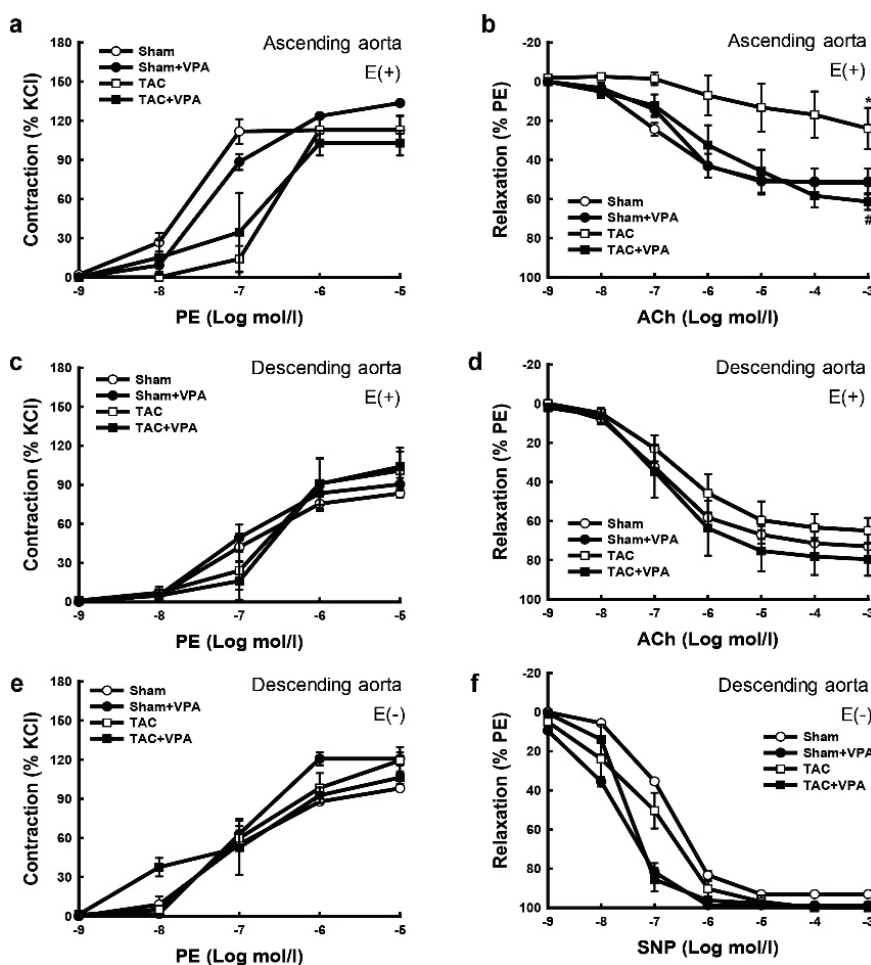 a
Ascending aorta
E(+)
Sham
Sham+VPA
TAC
TAC+VPA
Contraction (% KCl)
180
150
120
90
60
30
0
-9 -8 -7 -6 -5
PE (Log mol/l)
b
Ascending aorta
E(+)
Sham
Sham+VPA
TAC
TAC+VPA
Relaxation (% PE)
-20
0
20
40
60
80
100
*
#
-9 -8 -7 -6 -5 -4 -3
ACh (Log mol/l)
c
Descending aorta
E(+)
Sham
Sham+VPA
TAC
TAC+VPA
Contraction (% KCl)
180
150
120
90
60
30
0
-9 -8 -7 -6 -5
PE (Log mol/l)
d
Descending aorta
E(+)
Sham
Sham+VPA
TAC
TAC+VPA
Relaxation (% PE)
-20
0
20
40
60
80
100
-9 -8 -7 -6 -5 -4 -3
ACh (Log mol/l)
e
Descending aorta
E(-)
Sham
Sham+VPA
TAC
TAC+VPA
Contraction (% KCl)
180
150
120
90
60
30
0
-9 -8 -7 -6 -5
PE (Log mol/l)
f
Descending aorta
E(-)
Sham
Sham+VPA
TAC
TAC+VPA
Relaxation (% PE)
-20
0
20
40
60
80
100
-9 -8 -7 -6 -5 -4 -3
SNP (Log mol/l)